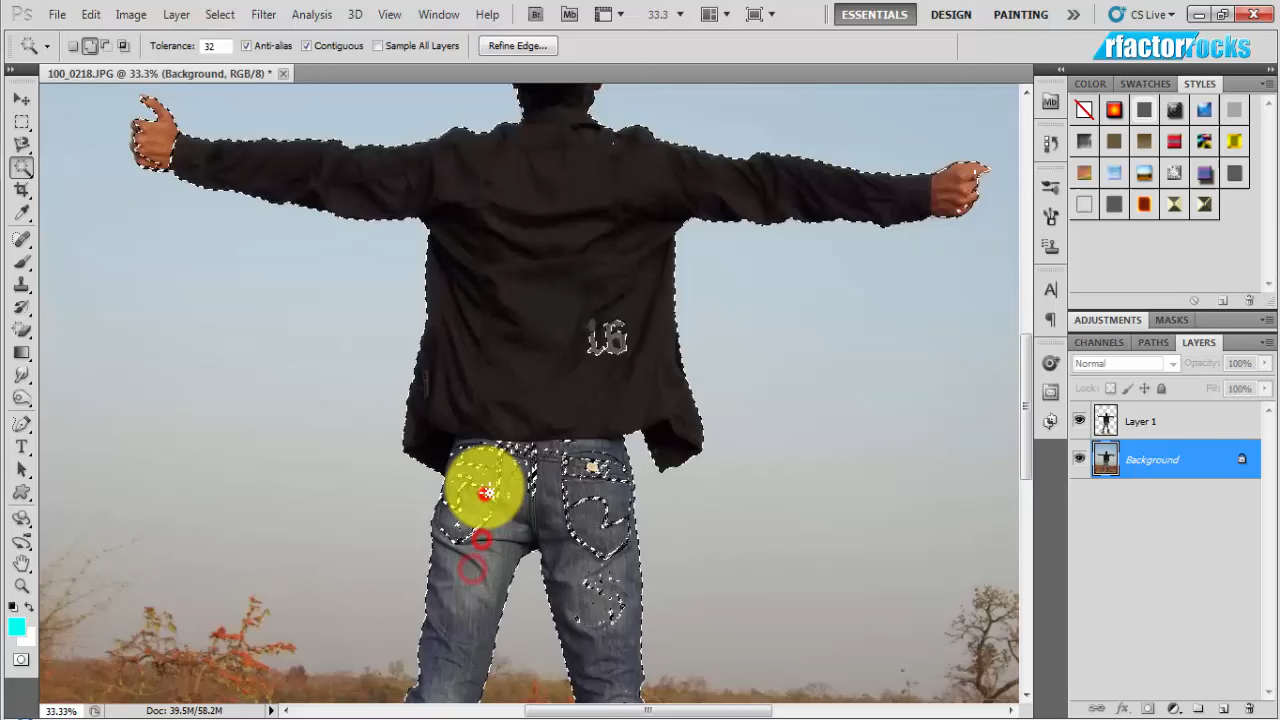 Ps File Edit Image Layer Select Filter Analysis 3D View Window Help Br Mb 33.3 ESSENTIALS DESIGN PAINTING CS Live
Tolerance: 32 Anti-alias Contiguous Sample All Layers Refine Edge... rfactorrocks
100_0218.JPG @ 33.3% (Background, RGB/8) *
COLOR SWATCHES STYLES
Mb
16
A
ADJUSTMENTS MASKS
CHANNELS PATHS LAYERS
Normal Opacity: 100%
Lock: Fill: 100%
Layer 1
Background
T
33.33% Doc: 39.5M/58.2M
fx